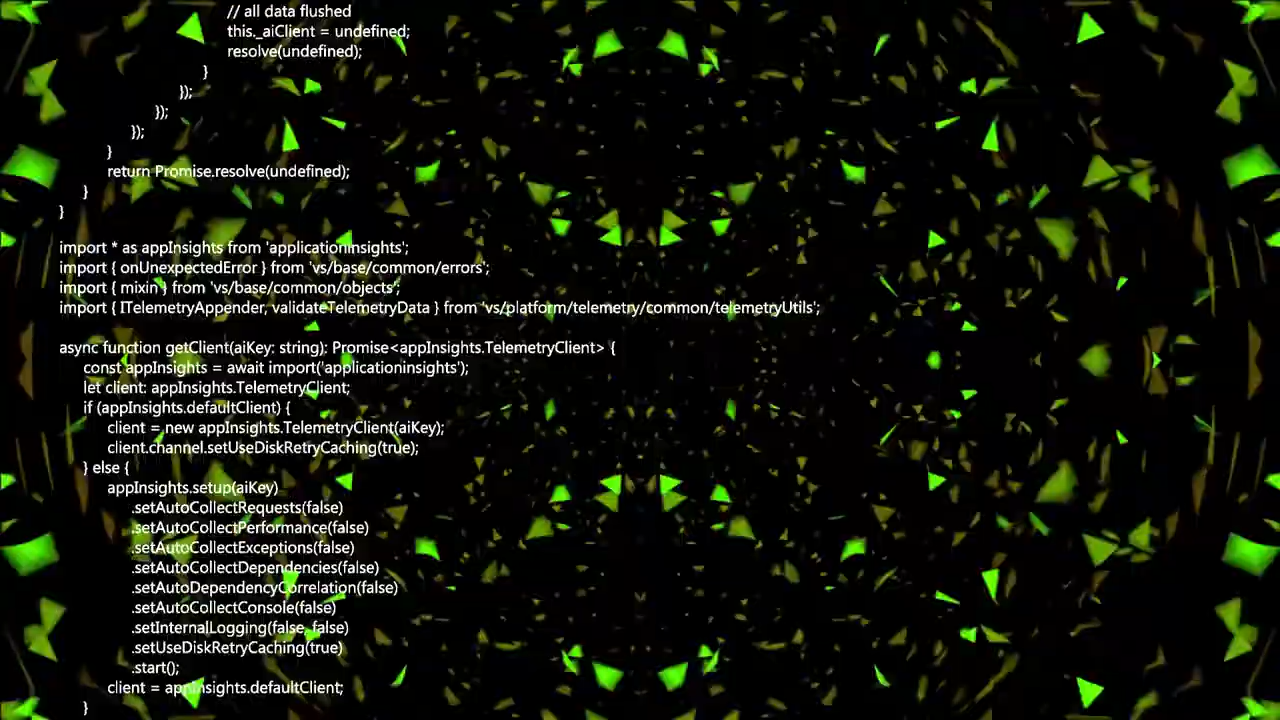 // all data flushed
this._aiClient = undefined;
resolve(undefined);
}
});
});
});
}
return Promise.resolve(undefined);
}
}
import * as appInsights from 'applicationinsights';
import { onUnexpectedError } from 'vs/base/common/errors';
import { mixin } from 'vs/base/common/objects';
import { ITelemetryAppender, validateTelemetryData } from 'vs/platform/telemetry/common/telemetryUtils';
async function getClient(aiKey: string): Promise<appInsights.TelemetryClient> {
const appInsights = await import('applicationinsights');
let client: appInsights.TelemetryClient;
if (appInsights.defaultClient) {
client = new appInsights.TelemetryClient(aiKey);
client.channel.setUseDiskRetryCaching(true);
} else {
appInsights.setup(aiKey)
.setAutoCollectRequests(false)
.setAutoCollectPerformance(false)
.setAutoCollectExceptions(false)
.setAutoCollectDependencies(false)
.setAutoDependencyCorrelation(false)
.setAutoCollectConsole(false)
.setInternalLogging(false, false)
.setUseDiskRetryCaching(true)
.start();
client = appInsights.defaultClient;
}